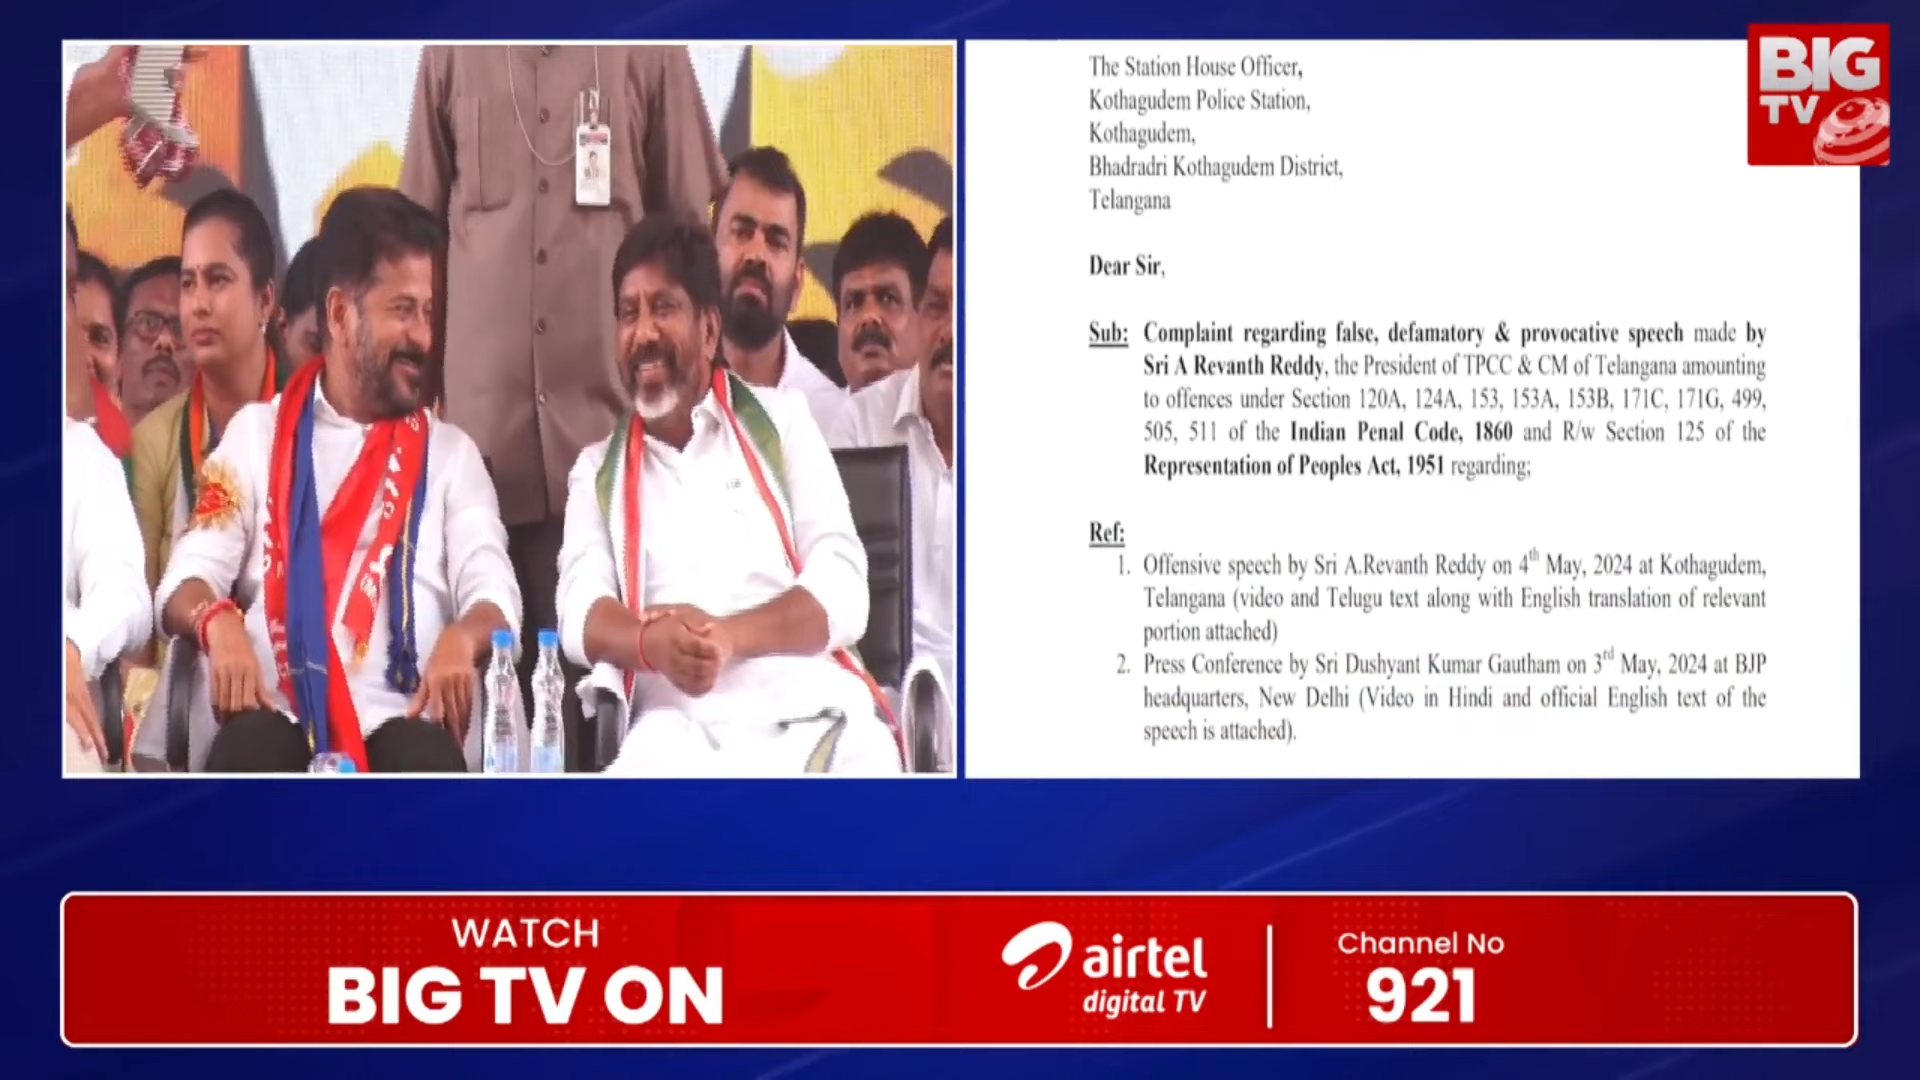 The Station House Officer,
Kothagudem Police Station,
Kothagudem,
Bhadradri Kothagudem District,
Telangana
Dear Sir,
Sub: Complaint regarding false, defamatory & provocative speech made by
Sri A Revanth Reddy, the President of TPCC & CM of Telangana amounting
to offences under Section 120A, 124A, 153, 153A, 153B, 171C, 171G, 499,
505, 511 of the Indian Penal Code, 1860 and R/w Section 125 of the
Representation of Peoples Act, 1951 regarding;
Ref:
1. Offensive speech by Sri A.Revanth Reddy on 4th May, 2024 at Kothagudem,
Telangana (video and Telugu text along with English translation of relevant
portion attached)
2. Press Conference by Sri Dushyant Kumar Gautham on 3rd May, 2024 at BJP
headquarters, New Delhi (Video in Hindi and official English text of the
speech is attached).
BIG
TV
WATCH
BIG TV ON
airtel
digital TV
Channel No
921